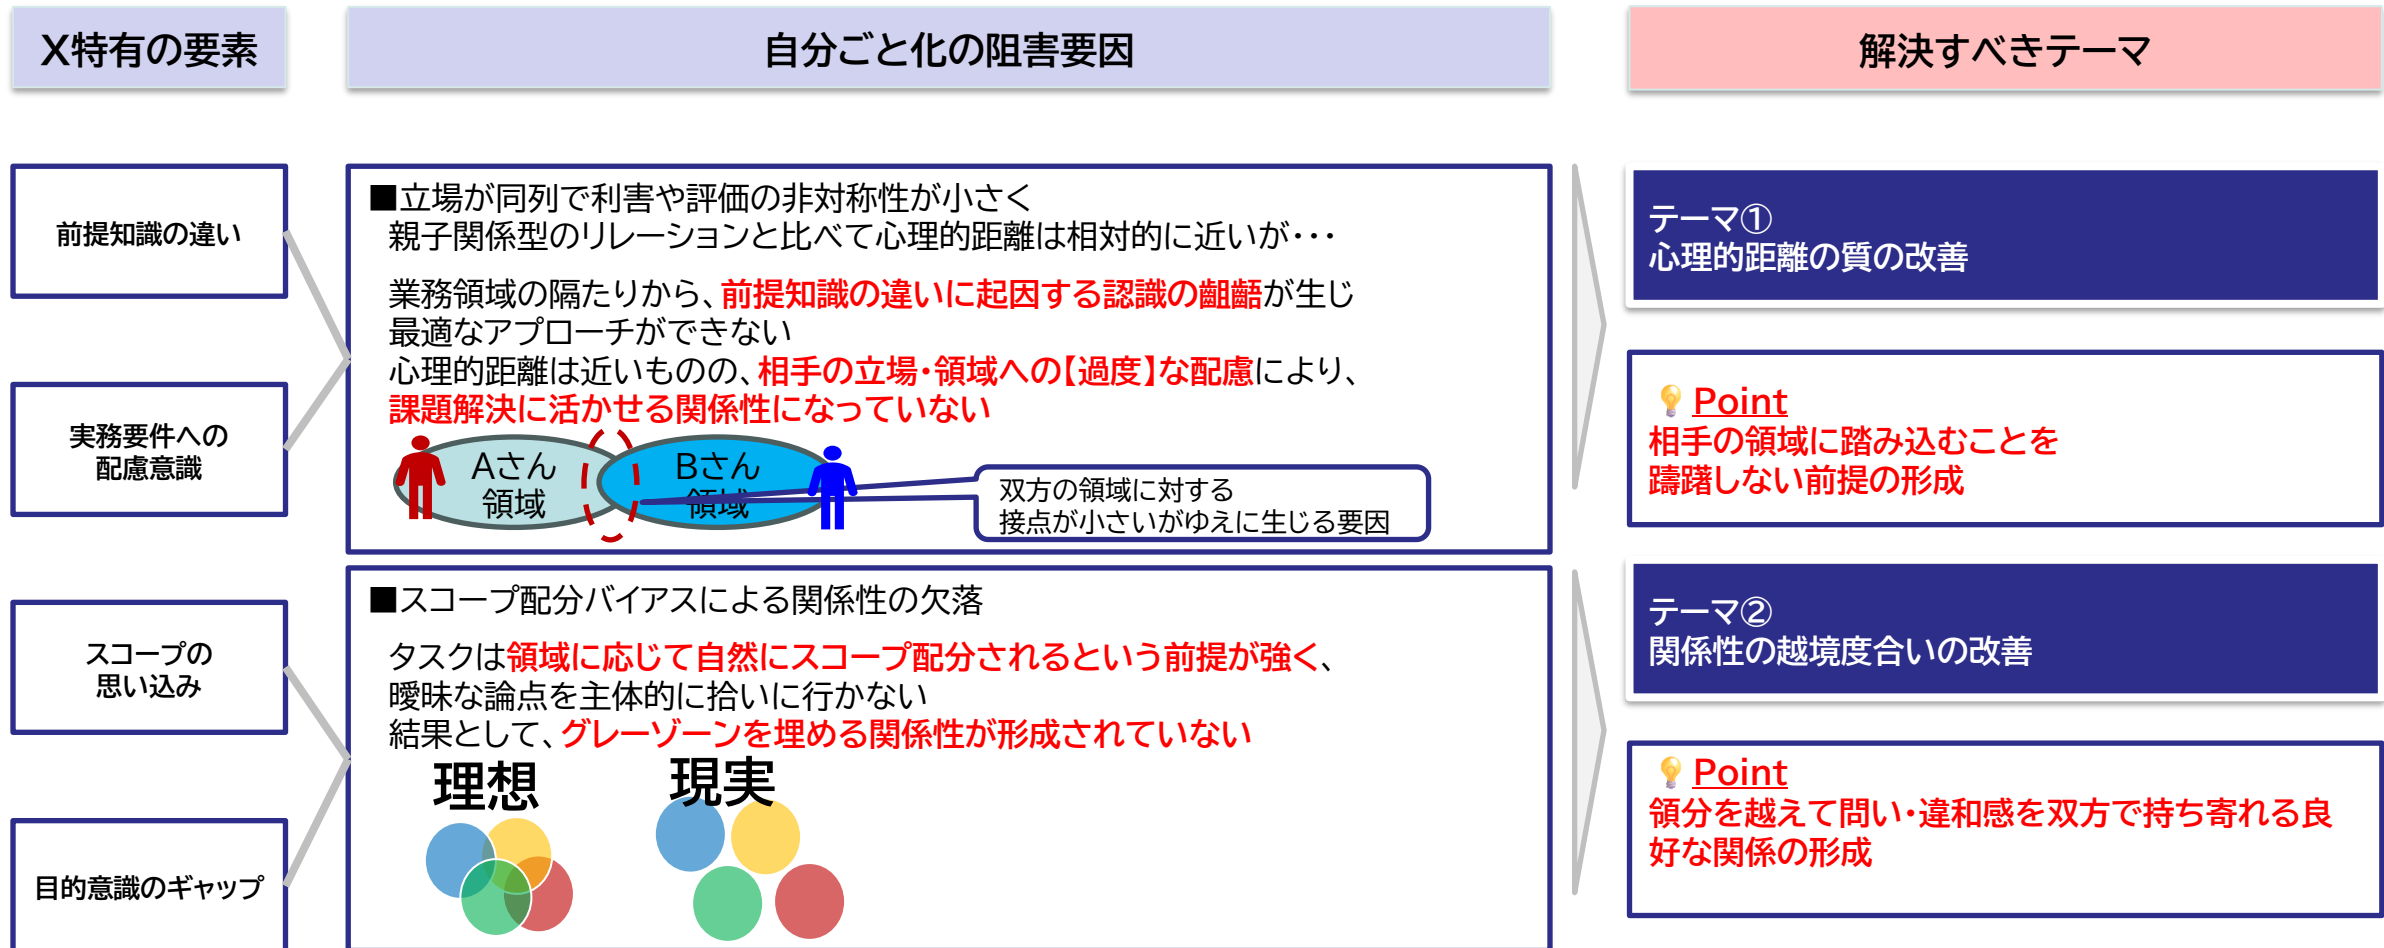 X特有の要素
自分ごと化の阻害要因
解決すべきテーマ
前提知識の違い
実務要件への
配慮意識
スコープの
思い込み
目的意識のギャップ
■立場が同列で利害や評価の非対称性が小さく
親子関係型のリレーションと比べて心理的距離は相対的に近いが・・・
業務領域の隔たりから、前提知識の違いに起因する認識の齟齬が生じ
最適なアプローチができない
心理的距離は近いものの、相手の立場・領域への【過度】な配慮により、
課題解決に活かせる関係性になっていない
Aさん
領域
Bさん
領域
双方の領域に対する
接点が小さいがゆえに生じる要因
■スコープ配分バイアスによる関係性の欠落
タスクは領域に応じて自然にスコープ配分されるという前提が強く、
曖昧な論点を主体的に拾いに行かない
結果として、グレーゾーンを埋める関係性が形成されていない
理想
現実
テーマ①
心理的距離の質の改善
Point
相手の領域に踏み込むことを
躊躇しない前提の形成
テーマ②
関係性の越境度合いの改善
Point
領分を越えて問い・違和感を双方で持ち寄れる良
好な関係の形成